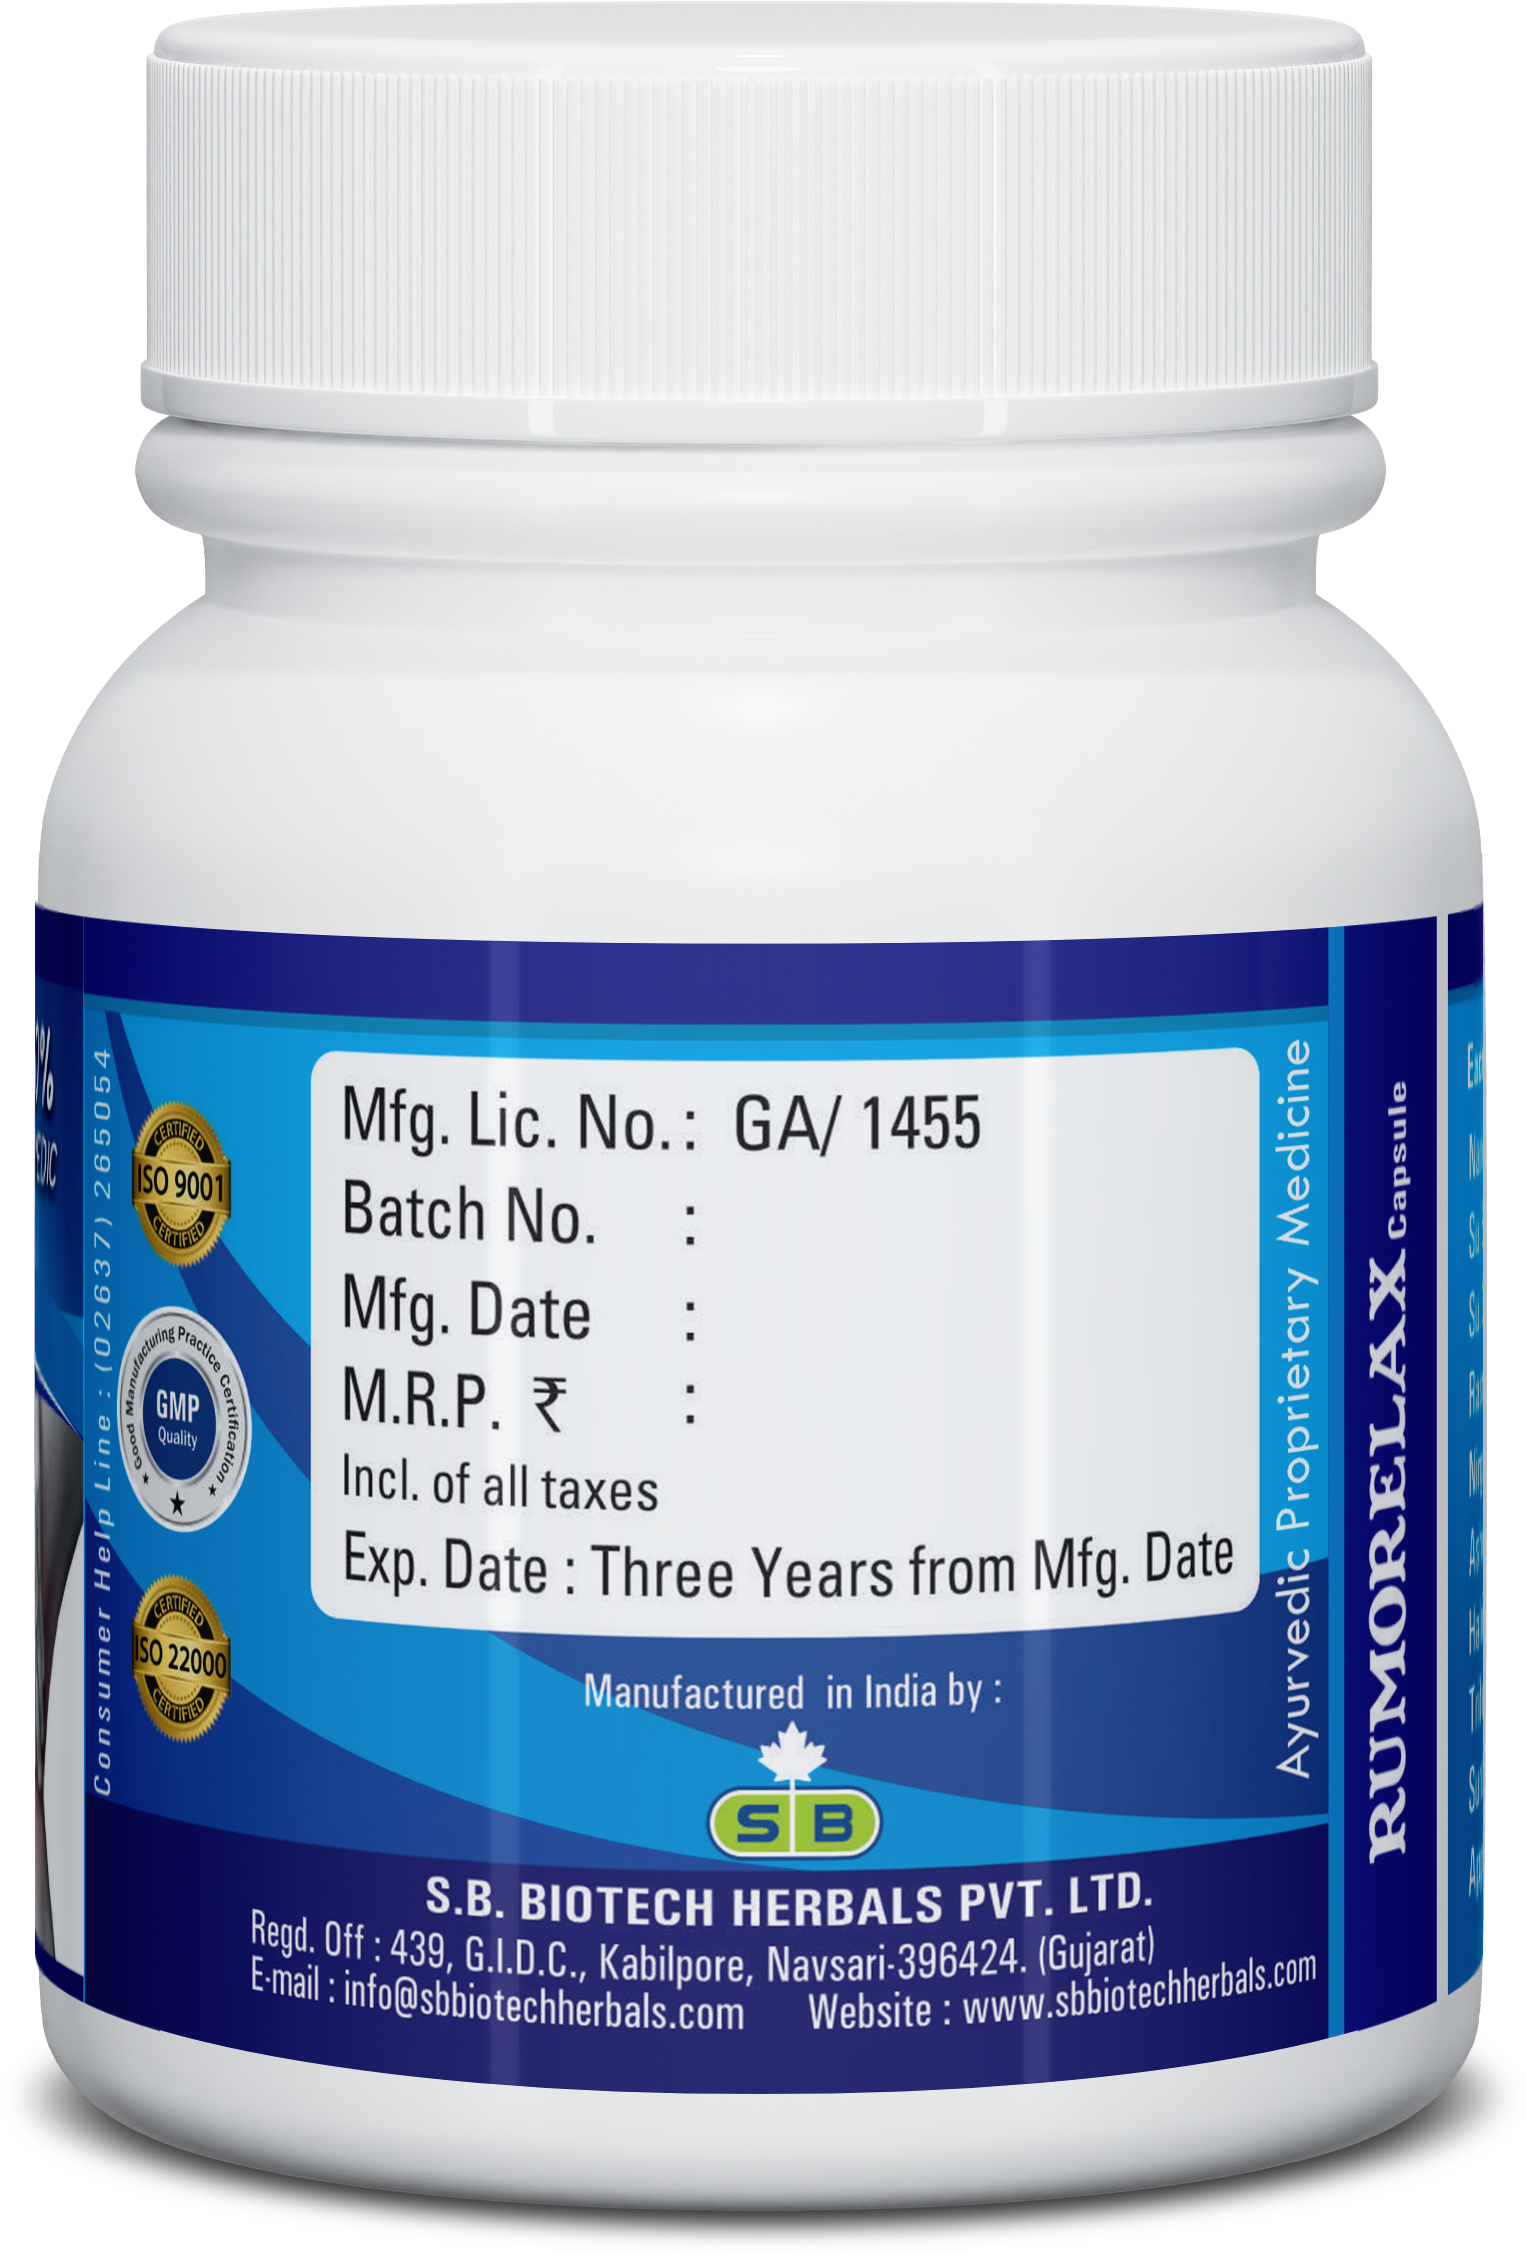 Consumer Help Line : (02637) 265054
CERTIFIED
ISO 9001
CERTIFIED
Good Manufacturing Practice Certification
GMP
Quality
CERTIFIED
ISO 22000
CERTIFIED
Mfg. Lic. No. : GA/ 1455
Batch No. :
Mfg. Date :
M.R.P. ₹ :
Incl. of all taxes
Exp. Date : Three Years from Mfg. Date
Manufactured in India by :
S B
S.B. BIOTECH HERBALS PVT. LTD.
Regd. Off : 439, G.I.D.C., Kabilpore, Navsari-396424. (Gujarat)
E-mail : info@sbbiotechherbals.com Website : www.sbbiotechherbals.com
Ayurvedic Proprietary Medicine
RUMORELAX Capsule